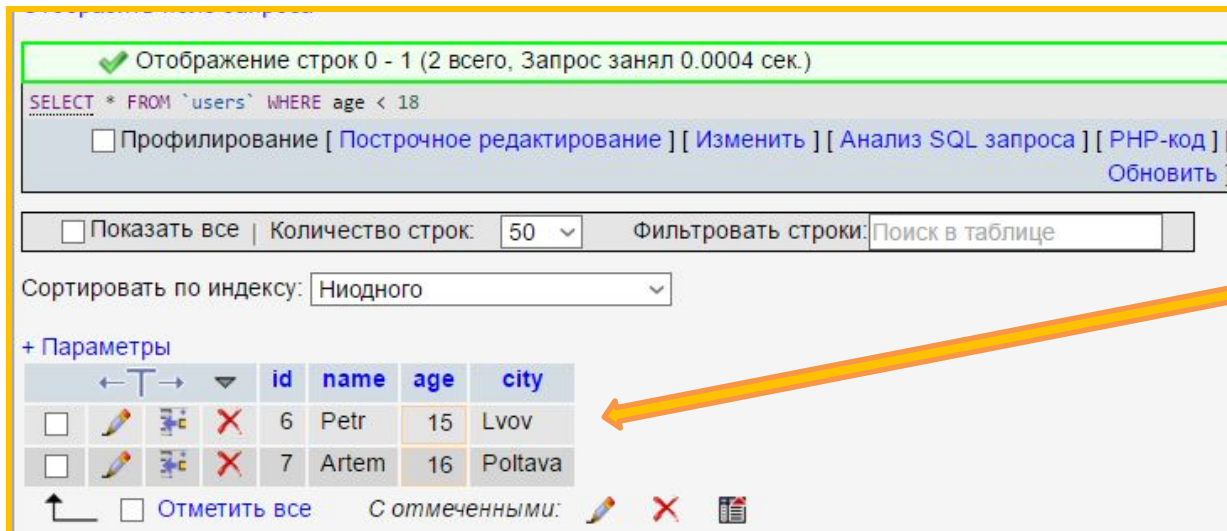 Отображение строк 0 - 1 (2 всего, Запрос занял 0.0004 сек.)
SELECT * FROM `users` WHERE age < 18
Профилирование [ Построчное редактирование ] [ Изменить ] [ Анализ SQL запроса ] [ PHP-код ] [
Обновить ]
Показать все | Количество строк: 50 Фильтровать строки: Поиск в таблице
Сортировать по индексу: Ниодного
+ Параметры
←T→ id name age city
6 Petr 15 Lvov
7 Artem 16 Poltava
Отметить все С отмеченными: